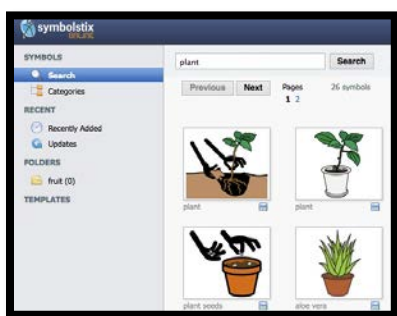 symbolstix
ONLINE
SYMBOLS
Search
Categories
RECENT
Recently Added
Updates
FOLDERS
fruit (0)
TEMPLATES
plant
Search
Previous Next Pages 26 symbols
1 2
plant
plant
plant seeds
aloe vera